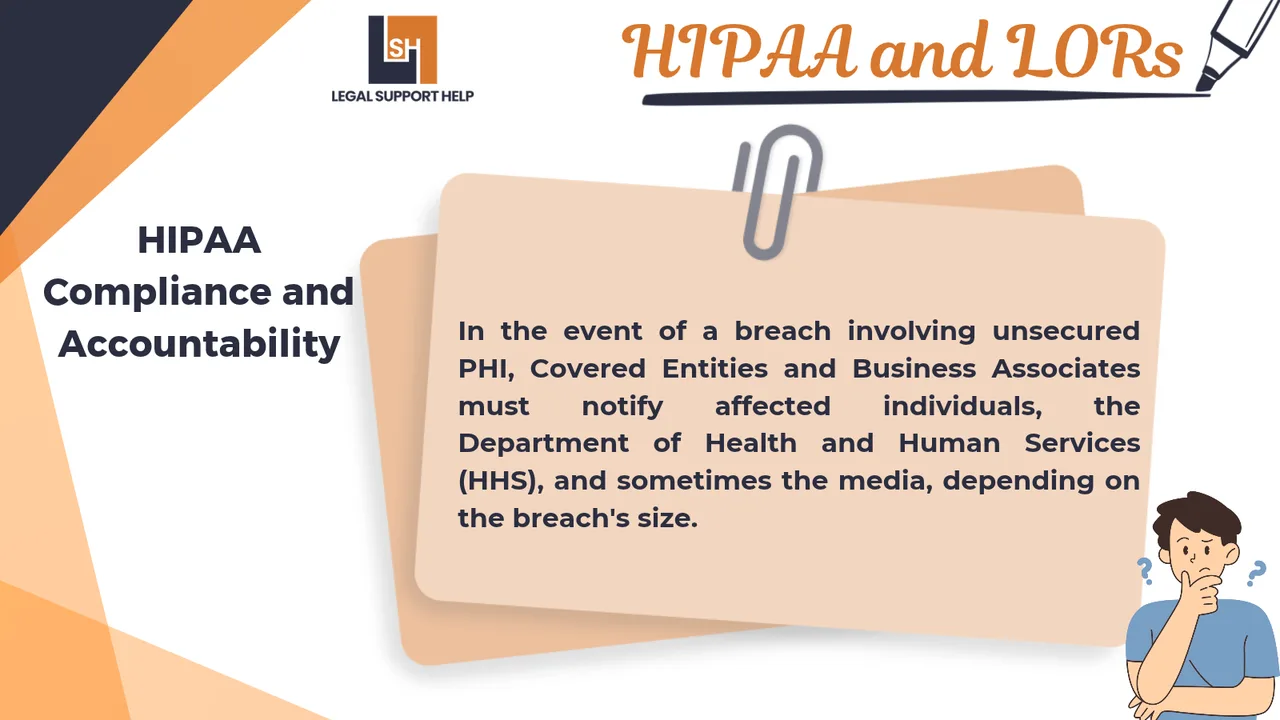 LSH
LEGAL SUPPORT HELP
HIPAA and LORs
HIPAA
Compliance and
Accountability
In the event of a breach involving unsecured
PHI, Covered Entities and Business Associates
must notify affected individuals, the
Department of Health and Human Services
(HHS), and sometimes the media, depending on
the breach's size.
? ?